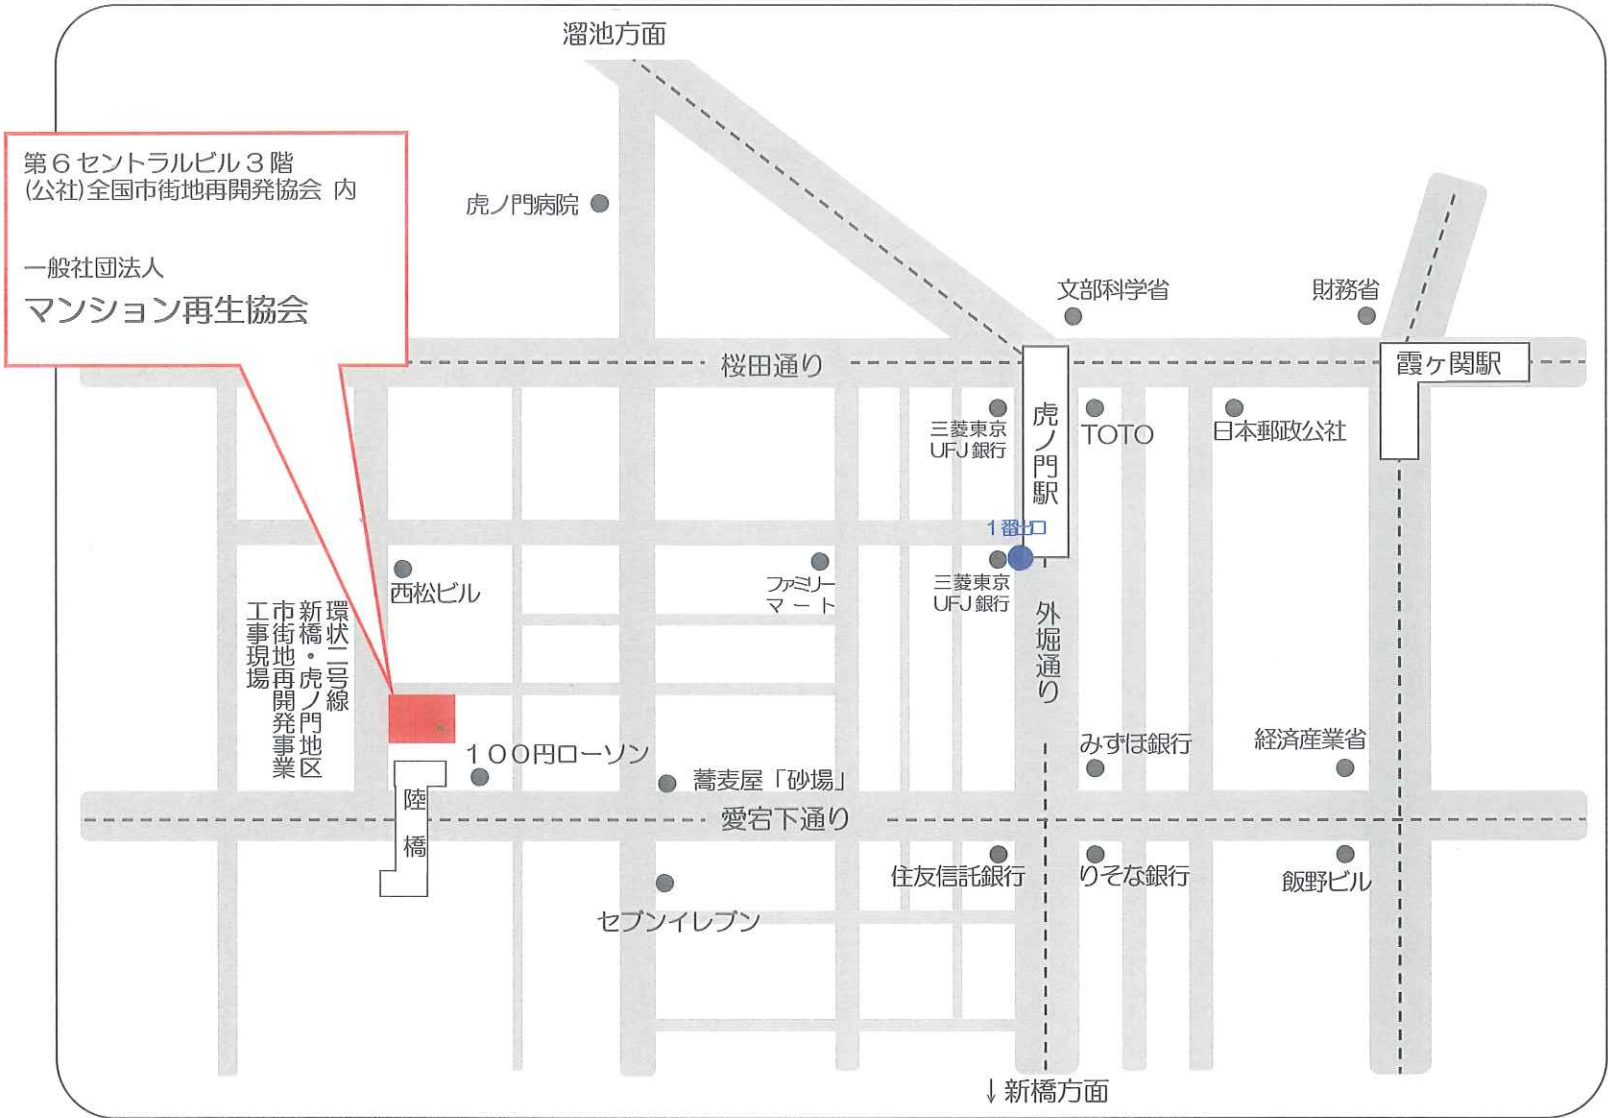 溜池方面
第6セントラルビル3階
(公社)全国市街地再開発協会 内
一般社団法人
マンション再生協会
虎ノ門病院
文部科学省
財務省
桜田通り
霞ヶ関駅
三菱東京
UFJ銀行
虎ノ門駅
TOTO
日本郵政公社
1番出口
西松ビル
ファミリー
マート
三菱東京
UFJ銀行
環状二号線
新橋・虎ノ門地区
市街地再開発事業
工事現場
外堀通り
100円ローソン
蕎麦屋「砂場」
みずほ銀行
経済産業省
陸橋
愛宕下通り
住友信託銀行
りそな銀行
飯野ビル
セブンイレブン
↓新橋方面